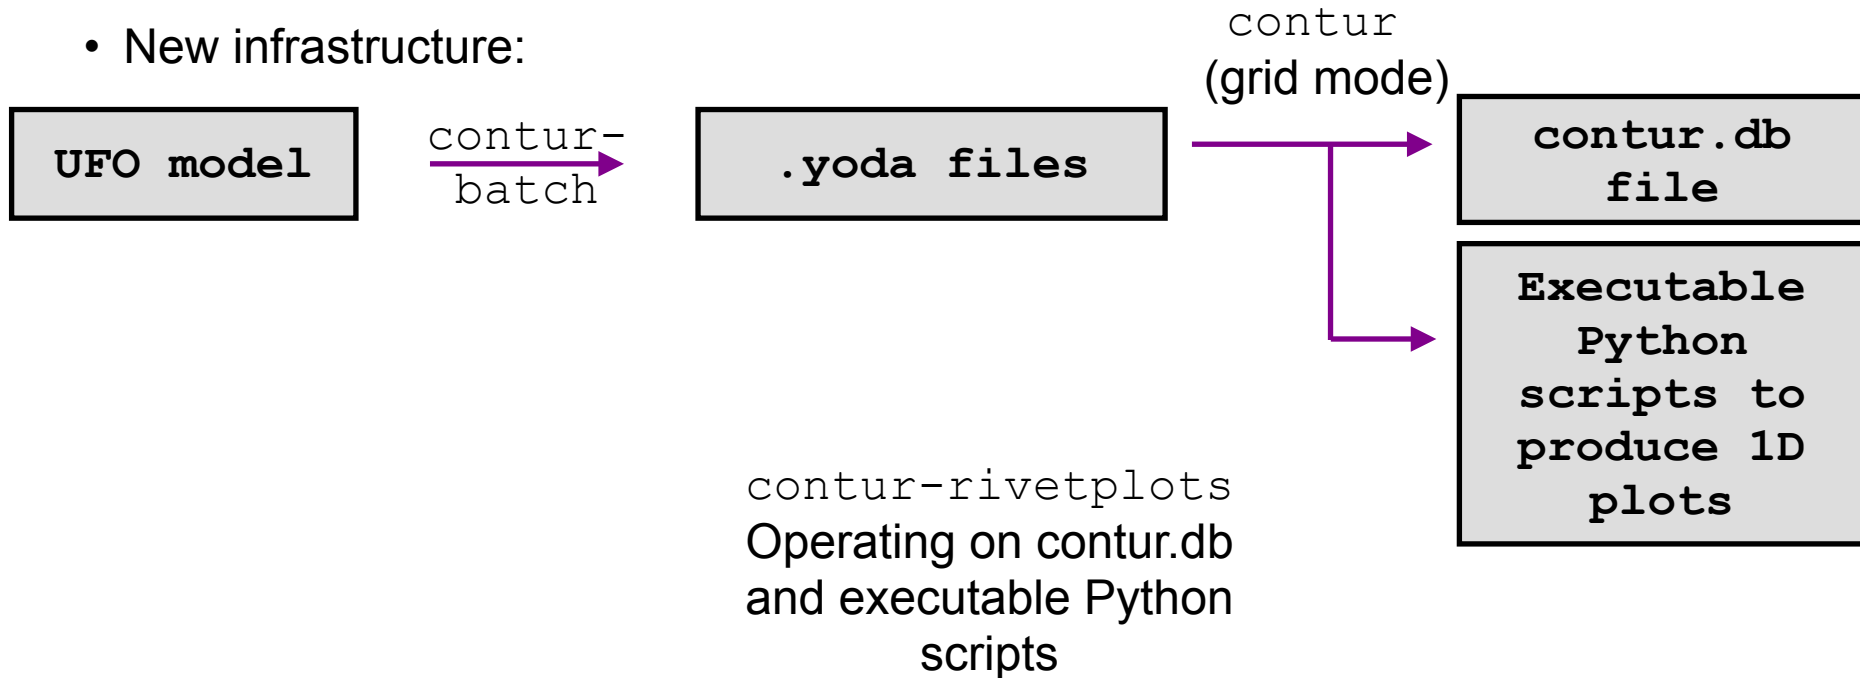 • New infrastructure:
contur
(grid mode)
UFO model
contur-
batch
.yoda files
contur.db
file
Executable
Python
scripts to
produce 1D
plots
contur-rivetplots
Operating on contur.db
and executable Python
scripts